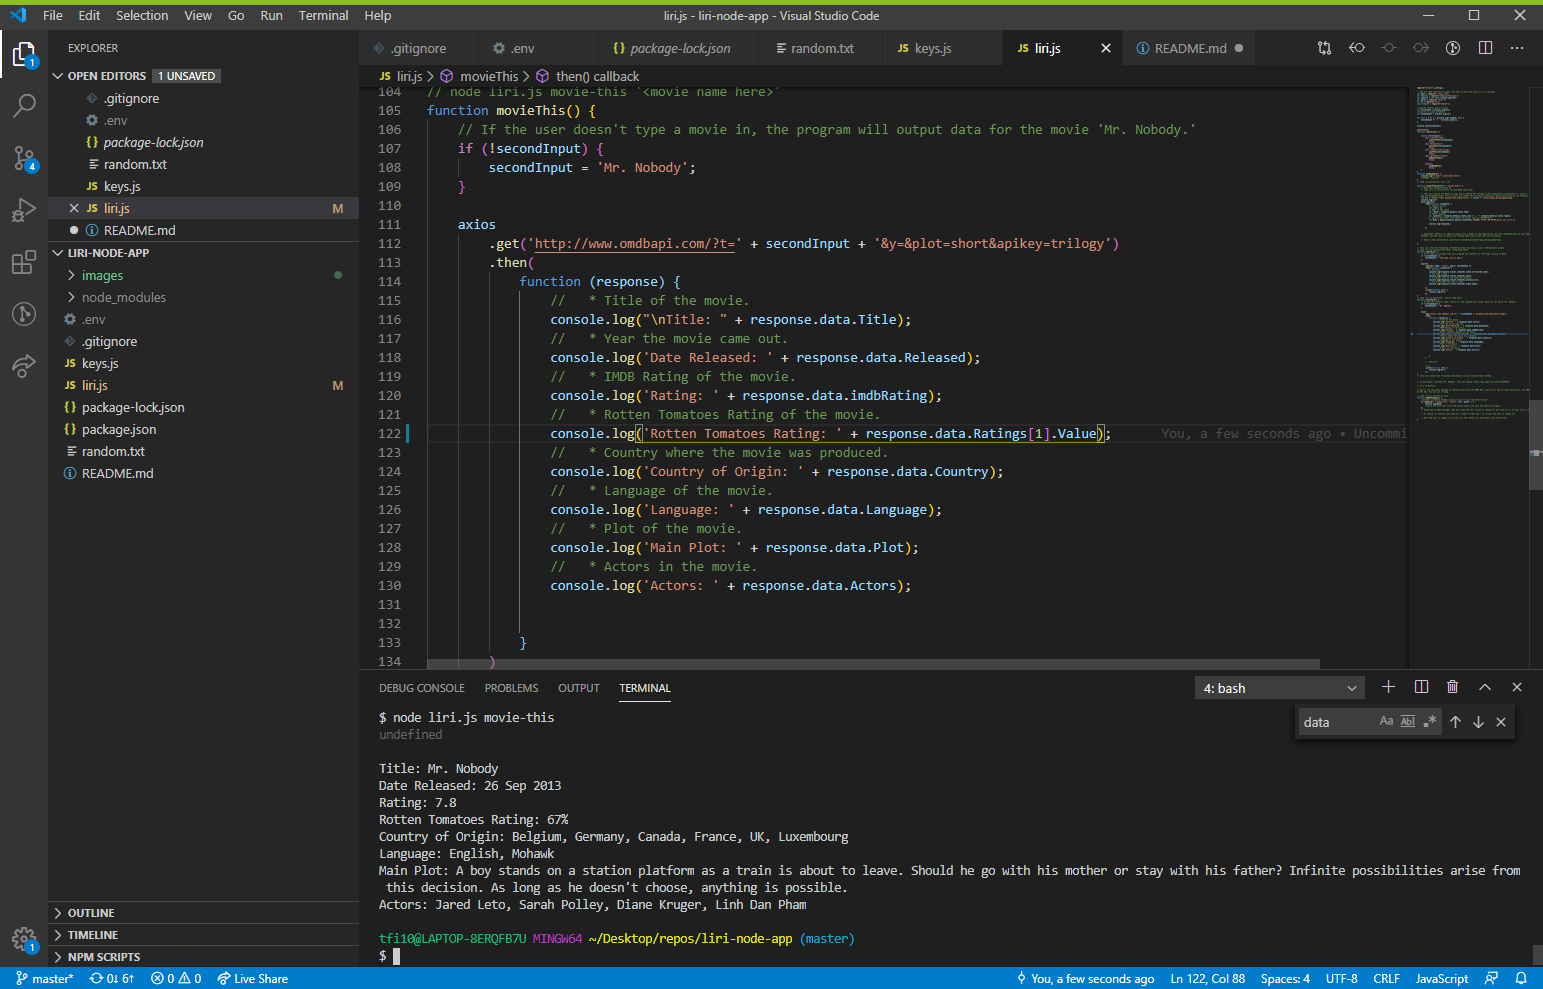 File Edit Selection View Go Run Terminal Help
liri.js - liri-node-app - Visual Studio Code
EXPLORER
OPEN EDITORS 1 UNSAVED
.gitignore
.env
package-lock.json
random.txt
keys.js
liri.js M
README.md
LIRI-NODE-APP
images
node_modules
.env
.gitignore
keys.js
liri.js M
package-lock.json
package.json
random.txt
README.md
OUTLINE
TIMELINE
NPM SCRIPTS
1
4
1
.gitignore .env package-lock.json random.txt keys.js liri.js README.md
liri.js > movieThis > then() callback
104 // node liri.js movie-this '<movie name here>'
105 function movieThis() {
106 // If the user doesn't type a movie in, the program will output data for the movie 'Mr. Nobody.'
107 if (!secondInput) {
108 secondInput = 'Mr. Nobody';
109 }
110
111 axios
112 .get('http://www.omdbapi.com/?t=' + secondInput + '&y=&plot=short&apikey=trilogy')
113 .then(
114 function (response) {
115 //   * Title of the movie.
116 console.log("\nTitle: " + response.data.Title);
117 //   * Year the movie came out.
118 console.log('Date Released: ' + response.data.Released);
119 //   * IMDB Rating of the movie.
120 console.log('Rating: ' + response.data.imdbRating);
121 //   * Rotten Tomatoes Rating of the movie.
122 console.log('Rotten Tomatoes Rating: ' + response.data.Ratings[1].Value); You, a few seconds ago • Uncommi
123 //   * Country where the movie was produced.
124 console.log('Country of Origin: ' + response.data.Country);
125 //   * Language of the movie.
126 console.log('Language: ' + response.data.Language);
127 //   * Plot of the movie.
128 console.log('Main Plot: ' + response.data.Plot);
129 //   * Actors in the movie.
130 console.log('Actors: ' + response.data.Actors);
131
132
133 }
134 )
DEBUG CONSOLE PROBLEMS OUTPUT TERMINAL
4: bash
data Aa Abl .*
$ node liri.js movie-this
undefined
Title: Mr. Nobody
Date Released: 26 Sep 2013
Rating: 7.8
Rotten Tomatoes Rating: 67%
Country of Origin: Belgium, Germany, Canada, France, UK, Luxembourg
Language: English, Mohawk
Main Plot: A boy stands on a station platform as a train is about to leave. Should he go with his mother or stay with his father? Infinite possibilities arise from
this decision. As long as he doesn't choose, anything is possible.
Actors: Jared Leto, Sarah Polley, Diane Kruger, Linh Dan Pham
tfi10@LAPTOP-8ERQFB7U MINGW64 ~/Desktop/repos/liri-node-app (master)
$
master* 0↓ 6↑ 0 0 Live Share
You, a few seconds ago Ln 122, Col 88 Spaces: 4 UTF-8 CRLF JavaScript